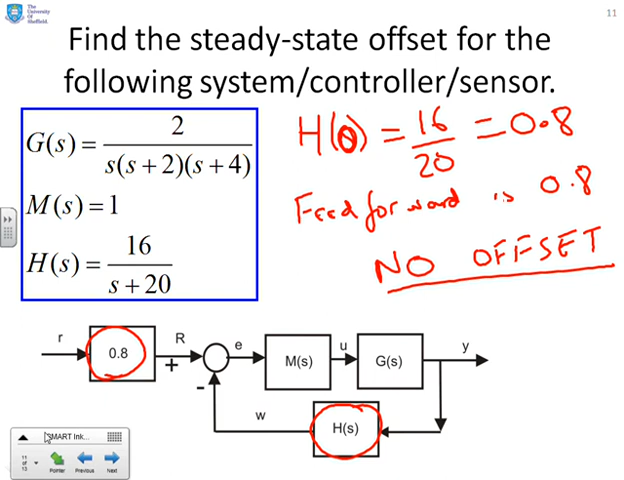 The
University
Of
Sheffield.
11
Find the steady-state offset for the
following system/controller/sensor.
G(s) = 2 / s(s + 2)(s + 4)
M(s) = 1
H(s) = 16 / s + 20
H(0) = 16/20 = 0.8
Feed forward is 0.8
NO OFFSET
r
0.8
R
+
-
e
M(s)
u
G(s)
y
w
H(s)
SMART Ink...
11
of
13
Pointer
Previous
Next